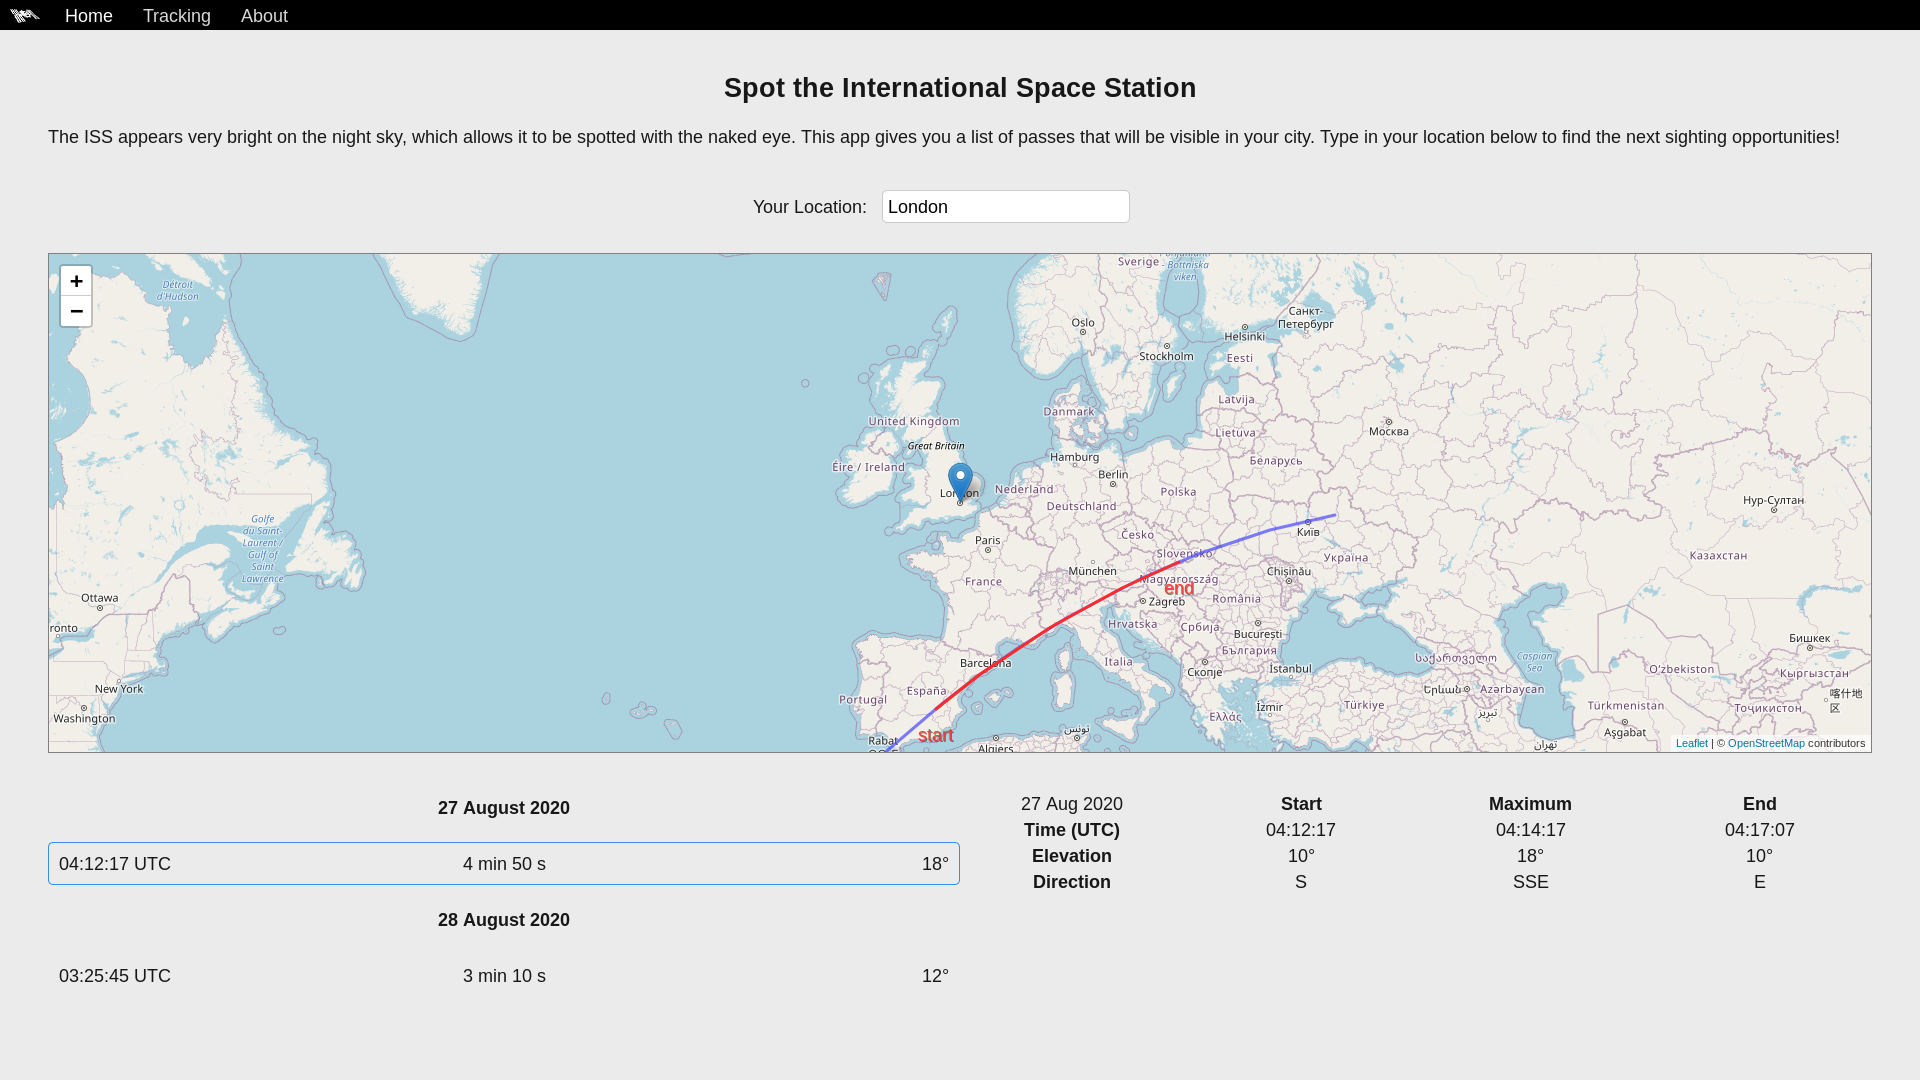 Home Tracking About
Spot the International Space Station
The ISS appears very bright on the night sky, which allows it to be spotted with the naked eye. This app gives you a list of passes that will be visible in your city. Type in your location below to find the next sighting opportunities!
Your Location: London
+
−
Détroit
d'Hudson
Sverige
Bottniska
viken
Oslo
Санкт-
Петербург
Helsinki
Stockholm
Eesti
Latvija
Danmark
United Kingdom
Москва
Lietuva
Great Britain
Hamburg
Беларусь
Éire / Ireland
Berlin
Nederland
Polska
London
Нур-Султан
Deutschland
Golfe
du Saint-
Laurent /
Gulf of
Saint
Lawrence
Київ
Česko
Paris
Slovensko
Україна
Казахстан
München
Chișinău
Magyarország
France
end
Ottawa
România
Zagreb
ronto
Hrvatska
Србија
București
Бишкек
България
Caspian
Sea
საქართველო
Barcelona
Italia
Скопје
İstanbul
O'zbekiston
Кыргызстан
New York
España
Երևան
Azərbaycan
喀什地
区
Portugal
İzmir
Türkiye
Türkmenistan
Тоҷикистон
Washington
Ελλάς
تبریز
Aşgabat
تونس
start
Rabat
Algiers
تهران
Leaflet | © OpenStreetMap contributors
27 August 2020
04:12:17 UTC 4 min 50 s 18°
28 August 2020
03:25:45 UTC 3 min 10 s 12°
27 Aug 2020 Start Maximum End
Time (UTC) 04:12:17 04:14:17 04:17:07
Elevation 10° 18° 10°
Direction S SSE E